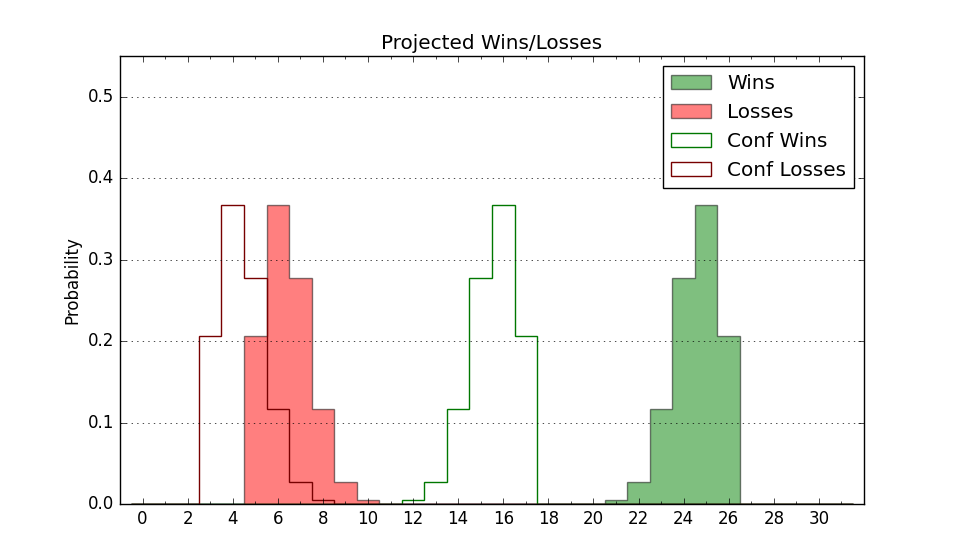 Projected Wins/Losses
Wins
Losses
Conf Wins
Conf Losses
Probability
0.5
0.4
0.3
0.2
0.1
0.0
0 2 4 6 8 10 12 14 16 18 20 22 24 26 28 30